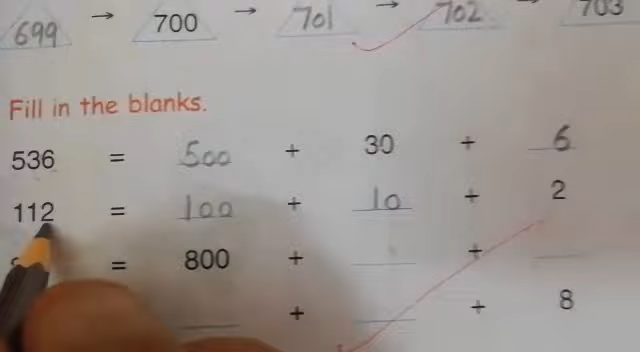 699 → 700 → 701 → 702 → 703
Fill in the blanks.
536 = 500 + 30 + 6
112 = 100 + 10 + 2
= 800 + +
+ + 8